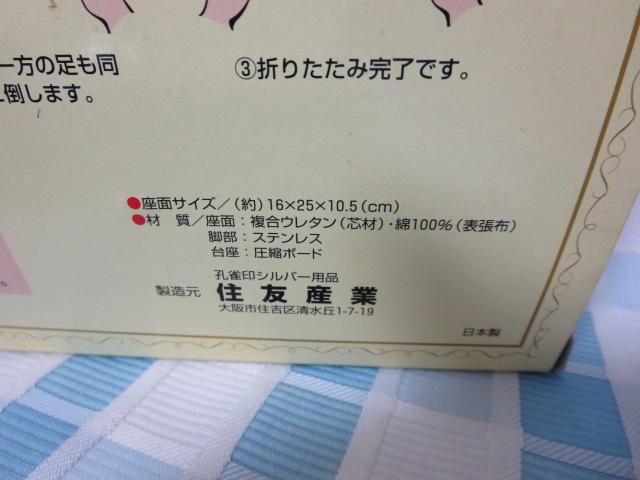 一方の足も同
倒します。
③折りたたみ完了です。
●座面サイズ／(約)16×25×10.5(cm)
●材　質／座面：複合ウレタン(芯材)・綿100%(表張布)
脚部：ステンレス
台座：圧縮ボード
孔雀印シルバー用品
製造元 住友産業
大阪市住吉区清水丘1-7-19
日本製
。